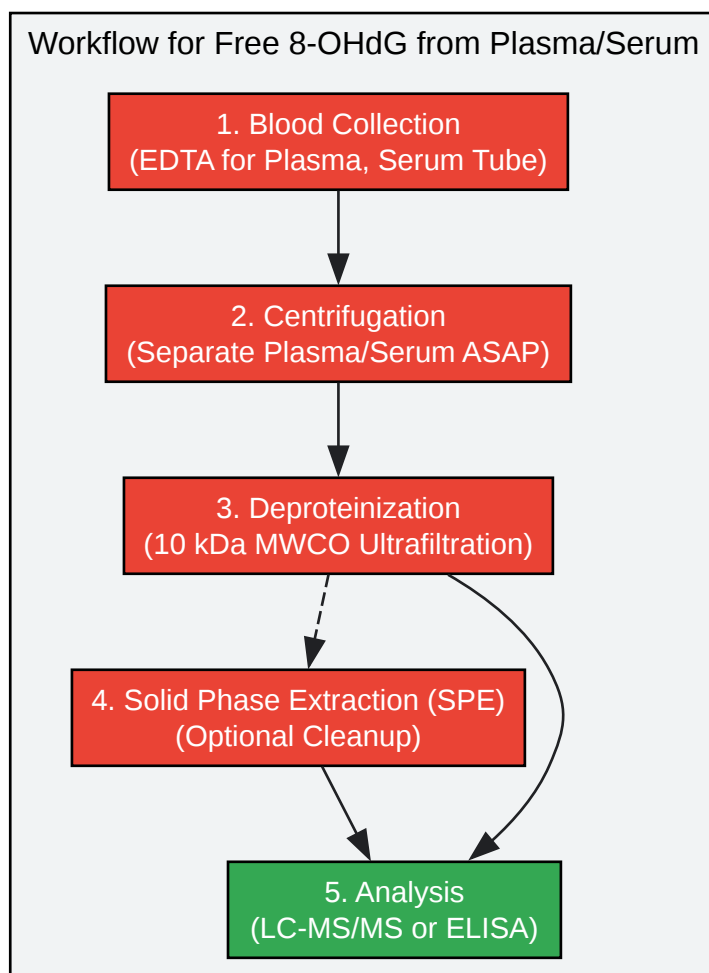 Workflow for Free 8-OHdG from Plasma/Serum
1. Blood Collection
(EDTA for Plasma, Serum Tube)
2. Centrifugation
(Separate Plasma/Serum ASAP)
3. Deproteinization
(10 kDa MWCO Ultrafiltration)
4. Solid Phase Extraction (SPE)
(Optional Cleanup)
5. Analysis
(LC-MS/MS or ELISA)